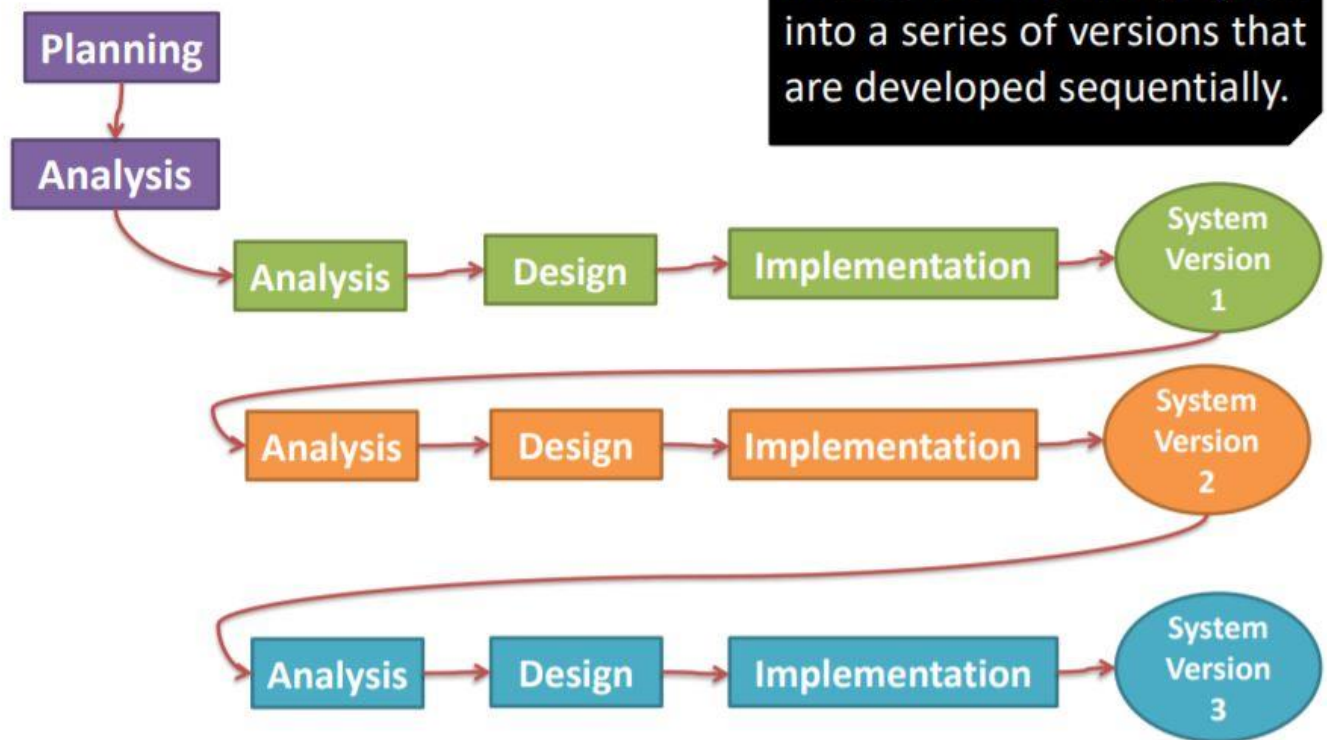 into a series of versions that
are developed sequentially.
Planning
Analysis
Analysis
Design
Implementation
System
Version
1
Analysis
Design
Implementation
System
Version
2
Analysis
Design
Implementation
System
Version
3